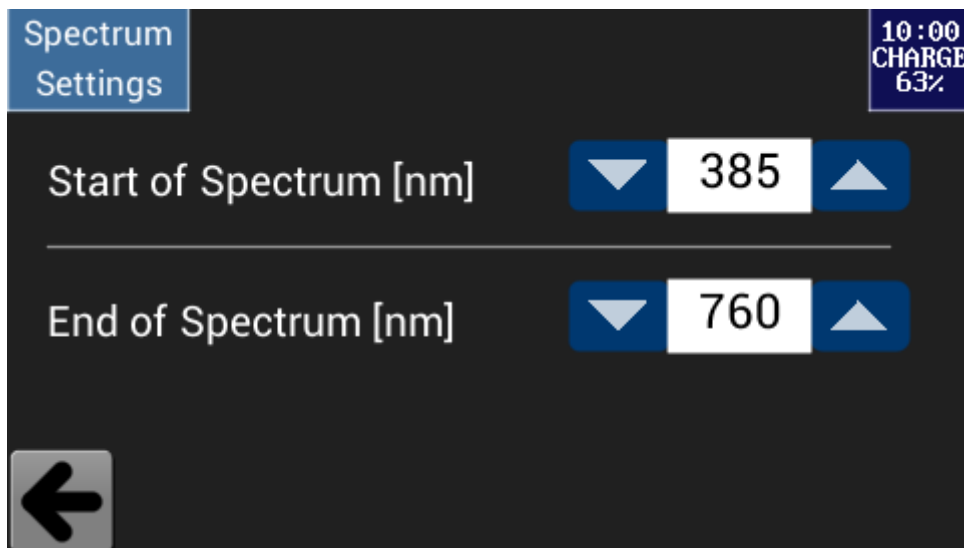 Spectrum
Settings
10:00
CHARGE
63%
Start of Spectrum [nm]
385
End of Spectrum [nm]
760